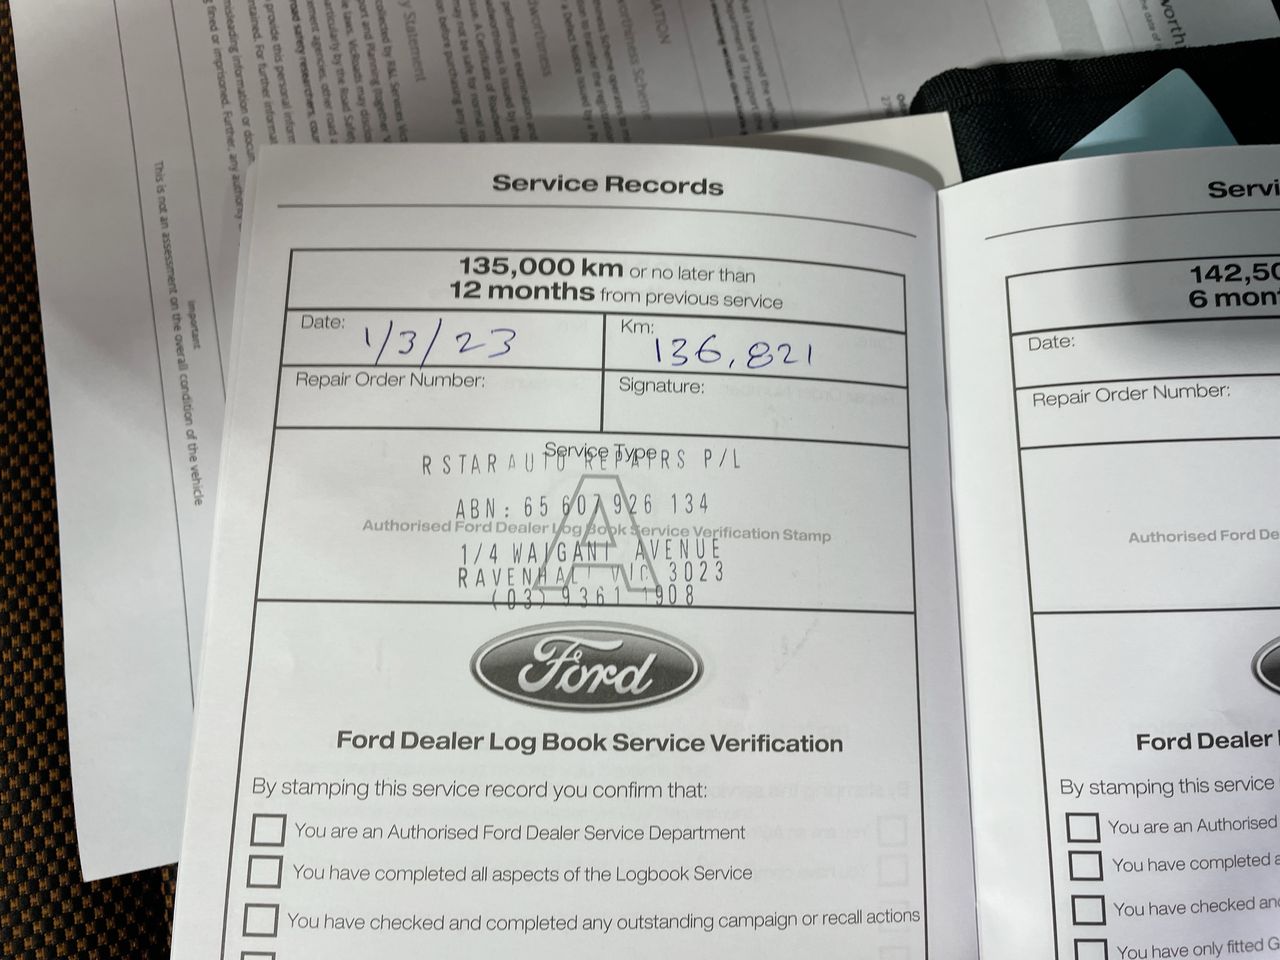 Service Records
135,000 km or no later than
12 months from previous service
Date: 1/3/23
Km: 136,821
Repair Order Number:
Signature:
Service Type
RSTAR AUTO REPAIRS P/L
ABN: 65 607 926 134
Authorised Ford Dealer Log Book Service Verification Stamp
A
1/4 WAIGANI AVENUE
RAVENHALL VIC 3023
(03) 9361 1908
Ford
Ford Dealer Log Book Service Verification
By stamping this service record you confirm that:
You are an Authorised Ford Dealer Service Department
You have completed all aspects of the Logbook Service
You have checked and completed any outstanding campaign or recall actions
Servi
142,50
6 mon
Date:
Repair Order Number:
Authorised Ford De
Ford Dealer
By stamping this service
You are an Authorised
You have completed a
You have checked and
You have only fitted G
Important
This is not an assessment on the overall condition of the vehicle